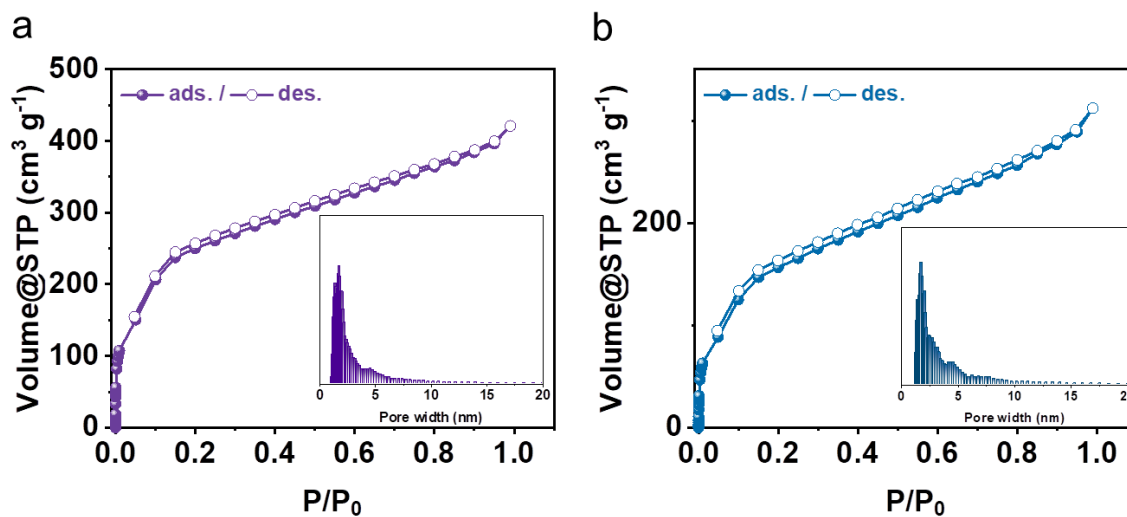 a
500
400
300
200
100
0
Volume@STP (cm³ g⁻¹)
ads. / des.
0
5
10
15
20
Pore width (nm)
0.0
0.2
0.4
0.6
0.8
1.0
P/P₀
b
200
0
Volume@STP (cm³ g⁻¹)
ads. / des.
0
5
10
15
Pore width (nm)
0.0
0.2
0.4
0.6
0.8
1.0
P/P₀